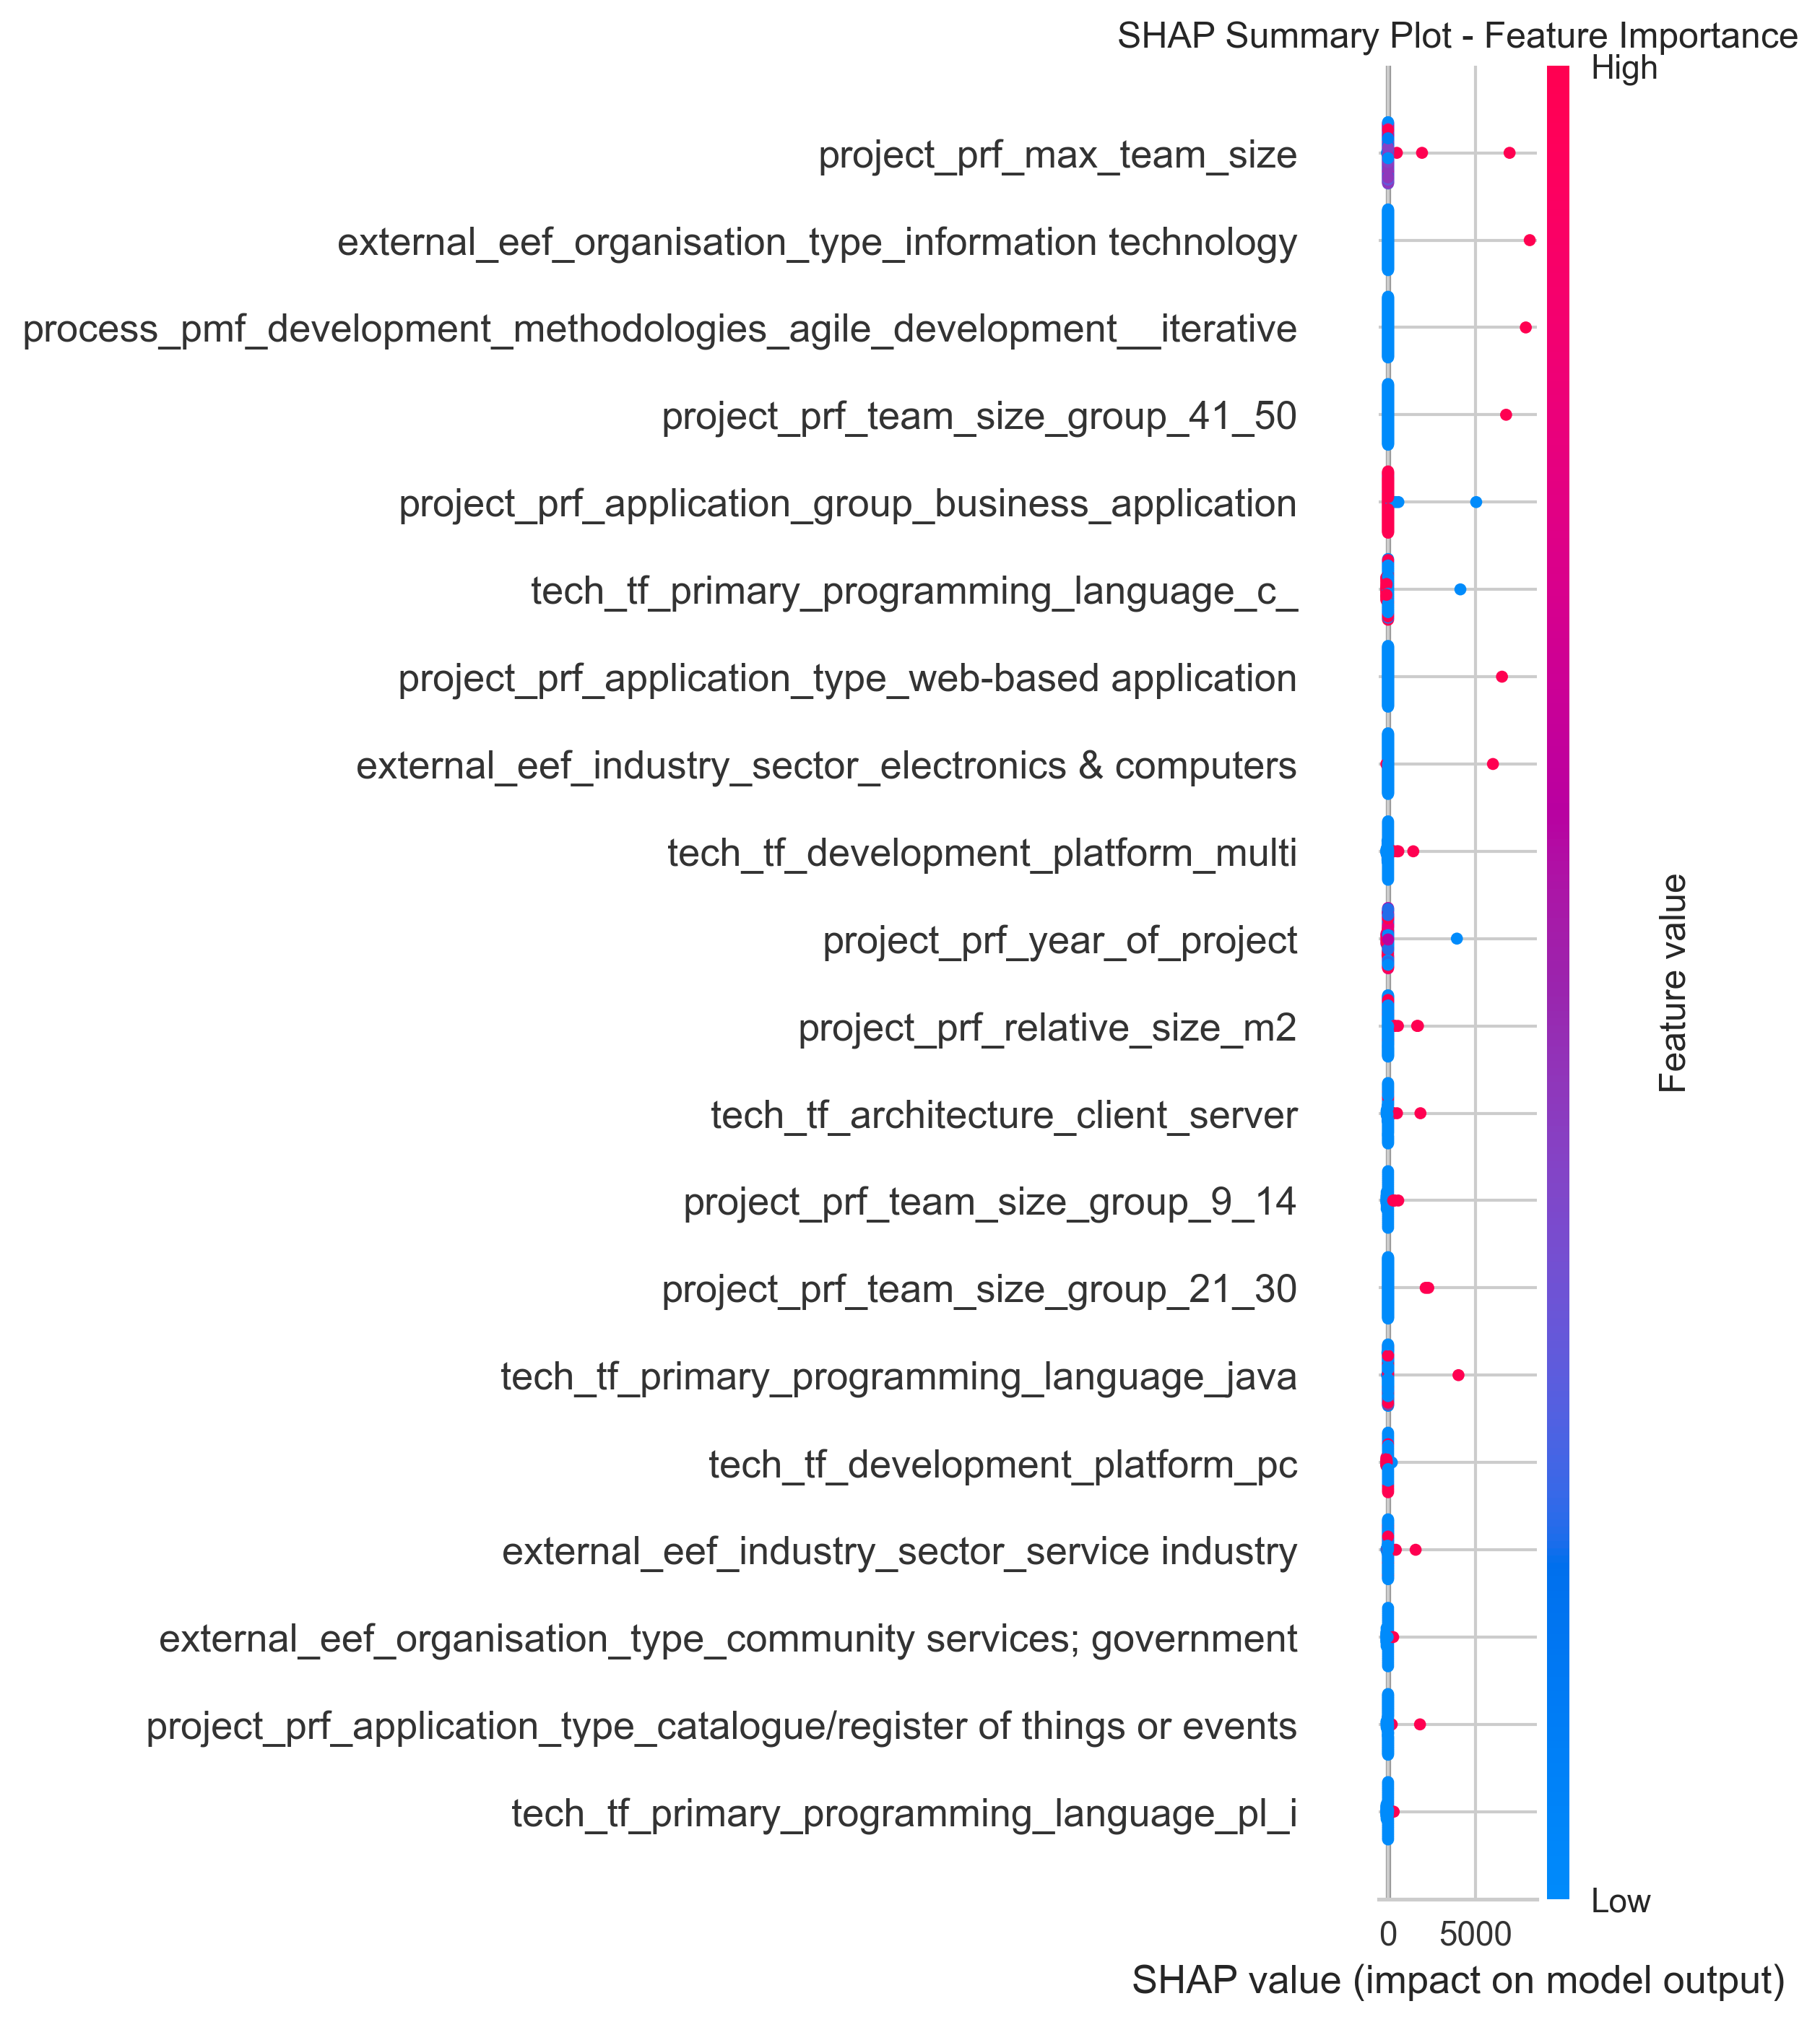 SHAP Summary Plot - Feature Importance
High
project_prf_max_team_size
external_eef_organisation_type_information technology
process_pmf_development_methodologies_agile_development__iterative
project_prf_team_size_group_41_50
project_prf_application_group_business_application
tech_tf_primary_programming_language_c_
project_prf_application_type_web-based application
external_eef_industry_sector_electronics & computers
tech_tf_development_platform_multi
project_prf_year_of_project
project_prf_relative_size_m2
tech_tf_architecture_client_server
project_prf_team_size_group_9_14
project_prf_team_size_group_21_30
tech_tf_primary_programming_language_java
tech_tf_development_platform_pc
external_eef_industry_sector_service industry
external_eef_organisation_type_community services; government
project_prf_application_type_catalogue/register of things or events
tech_tf_primary_programming_language_pl_i
Feature value
Low
0 5000
SHAP value (impact on model output)